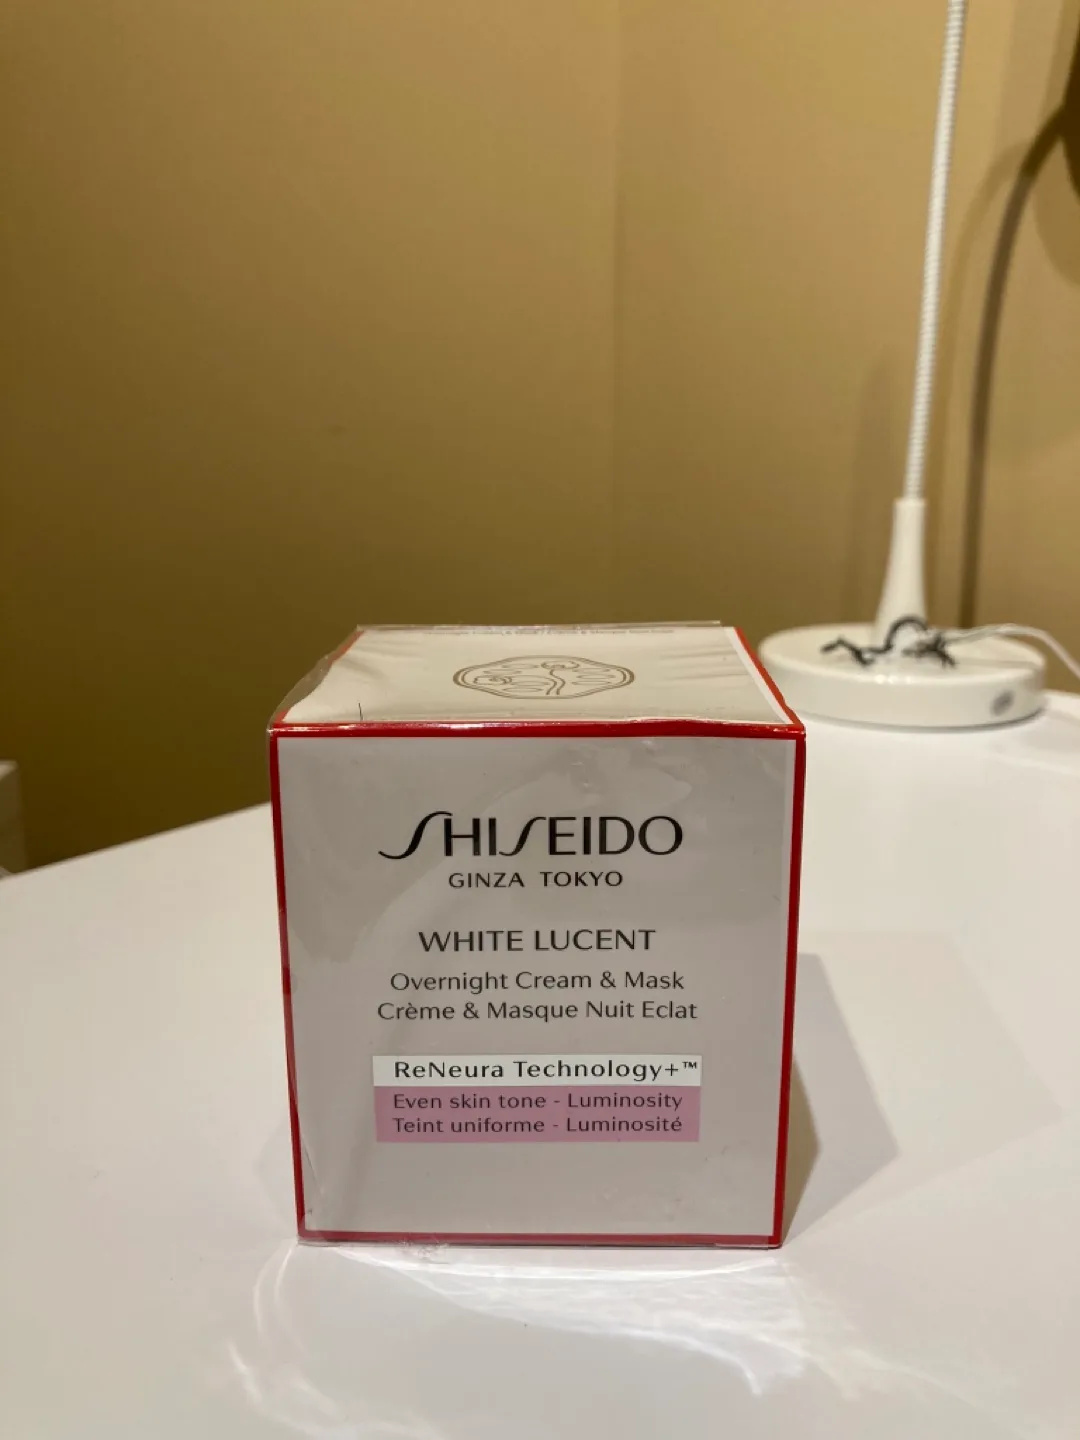 SHISEIDO
GINZA TOKYO
WHITE LUCENT
Overnight Cream & Mask
Crème & Masque Nuit Eclat
ReNeura Technology+™
Even skin tone - Luminosity
Teint uniforme - Luminosité